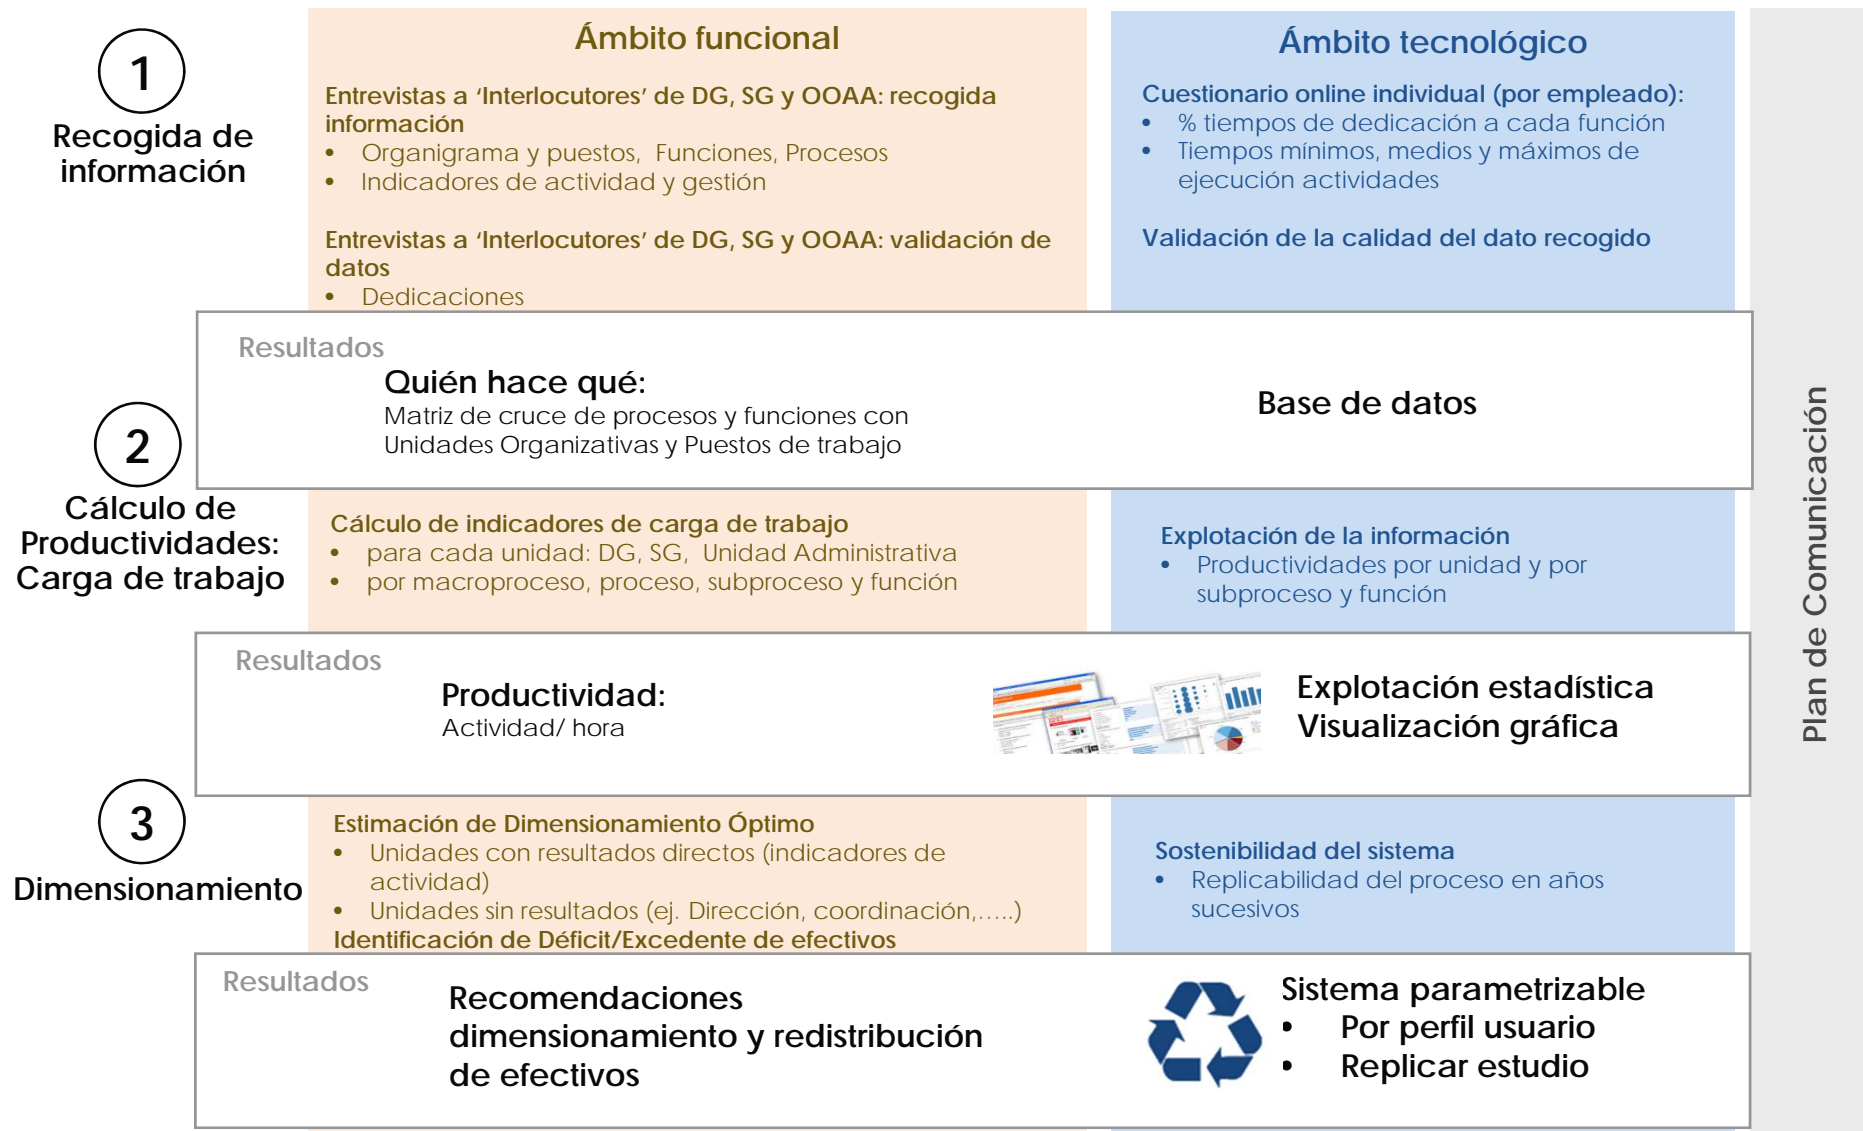 1
Recogida de
información
Ámbito funcional
Entrevistas a ‘Interlocutores’ de DG, SG y OOAA: recogida
información
• Organigrama y puestos, Funciones, Procesos
• Indicadores de actividad y gestión
Entrevistas a ‘Interlocutores’ de DG, SG y OOAA: validación de
datos
• Dedicaciones
Ámbito tecnológico
Cuestionario online individual (por empleado):
• % tiempos de dedicación a cada función
• Tiempos mínimos, medios y máximos de
ejecución actividades
Validación de la calidad del dato recogido
Resultados
Quién hace qué:
Matriz de cruce de procesos y funciones con
Unidades Organizativas y Puestos de trabajo
Base de datos
2
Cálculo de
Productividades:
Carga de trabajo
Cálculo de indicadores de carga de trabajo
• para cada unidad: DG, SG, Unidad Administrativa
• por macroproceso, proceso, subproceso y función
Explotación de la información
• Productividades por unidad y por
subproceso y función
Resultados
Productividad:
Actividad/ hora
Explotación estadística
Visualización gráfica
3
Dimensionamiento
Estimación de Dimensionamiento Óptimo
• Unidades con resultados directos (indicadores de
actividad)
• Unidades sin resultados (ej. Dirección, coordinación,.....)
Identificación de Déficit/Excedente de efectivos
Sostenibilidad del sistema
• Replicabilidad del proceso en años
sucesivos
Resultados
Recomendaciones
dimensionamiento y redistribución
de efectivos
Sistema parametrizable
• Por perfil usuario
• Replicar estudio
Plan de Comunicación